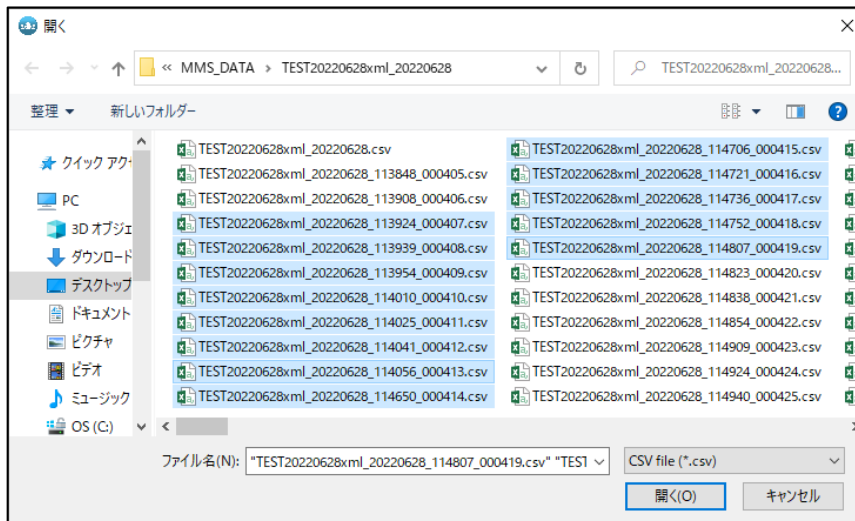 開く
MMS_DATA › TEST20220628xml_20220628
TEST20220628xml_20220628...
整理
新しいフォルダー
クイック アクセ
PC
3D オブジェ
ダウンロード
デスクトップ
ドキュメント
ピクチャ
ビデオ
ミュージック
OS (C:)
TEST20220628xml_20220628.csv
TEST20220628xml_20220628_113848_000405.csv
TEST20220628xml_20220628_113908_000406.csv
TEST20220628xml_20220628_113924_000407.csv
TEST20220628xml_20220628_113939_000408.csv
TEST20220628xml_20220628_113954_000409.csv
TEST20220628xml_20220628_114010_000410.csv
TEST20220628xml_20220628_114025_000411.csv
TEST20220628xml_20220628_114041_000412.csv
TEST20220628xml_20220628_114056_000413.csv
TEST20220628xml_20220628_114650_000414.csv
TEST20220628xml_20220628_114706_000415.csv
TEST20220628xml_20220628_114721_000416.csv
TEST20220628xml_20220628_114736_000417.csv
TEST20220628xml_20220628_114752_000418.csv
TEST20220628xml_20220628_114807_000419.csv
TEST20220628xml_20220628_114823_000420.csv
TEST20220628xml_20220628_114838_000421.csv
TEST20220628xml_20220628_114854_000422.csv
TEST20220628xml_20220628_114909_000423.csv
TEST20220628xml_20220628_114924_000424.csv
TEST20220628xml_20220628_114940_000425.csv
ファイル名(N): "TEST20220628xml_20220628_114807_000419.csv" "TEST
CSV file (*.csv)
開く(O)
キャンセル